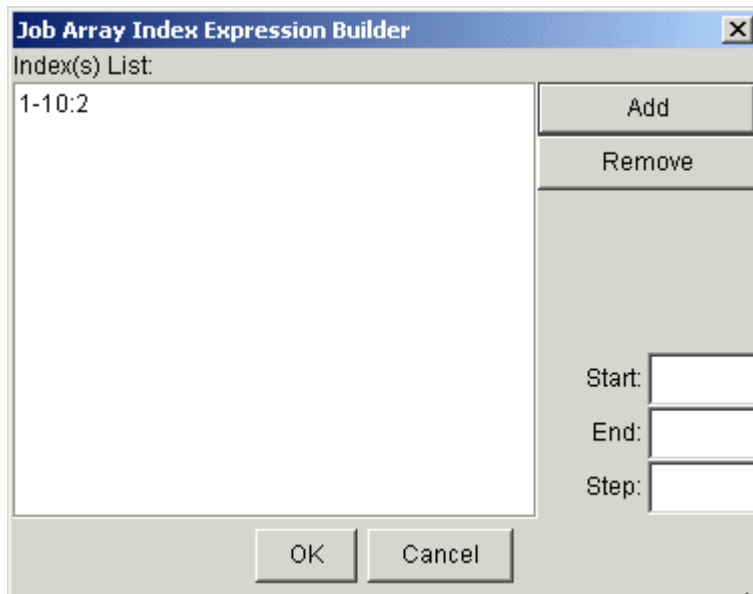 Job Array Index Expression Builder
Index(s) List:
1-10:2
Add
Remove
Start:
End:
Step:
OK
Cancel